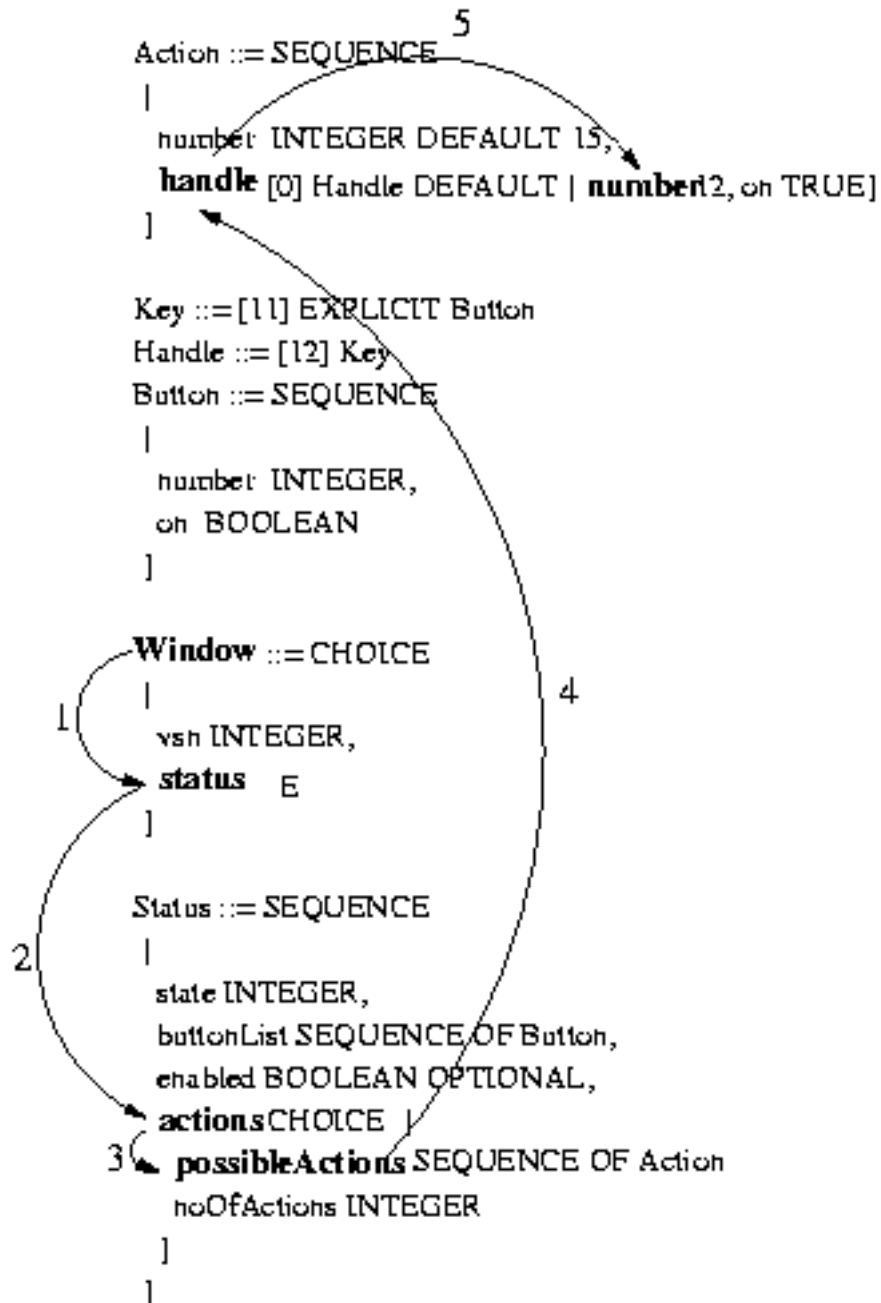 5
Action ::= SEQUENCE
|
number INTEGER DEFAULT 15,
handle [0] Handle DEFAULT | number12, on TRUE]
]
Key ::= [11] EXPLICIT Button
Handle ::= [12] Key
Button ::= SEQUENCE
|
number INTEGER,
on BOOLEAN
]
Window ::= CHOICE
|
4
1
vsn INTEGER,
status E
]
Status ::= SEQUENCE
2
|
state INTEGER,
buttonList SEQUENCE OF Button,
enabled BOOLEAN OPTIONAL,
actions CHOICE |
3
possibleActions SEQUENCE OF Action
noOfActions INTEGER
]
]